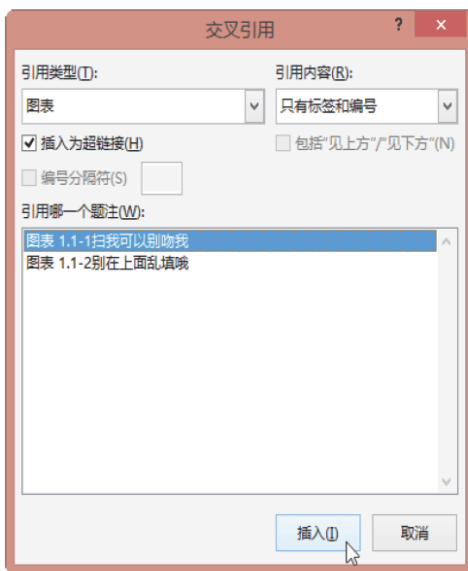 交叉引用
引用类型(T):
引用内容(R):
图表
只有标签和编号
插入为超链接(H)
包括"见上方"/"见下方"(N)
编号分隔符(S)
引用哪一个题注(W):
图表 1.1-1扫我可以别吻我
图表 1.1-2别在上面乱填哦
插入(I)
取消